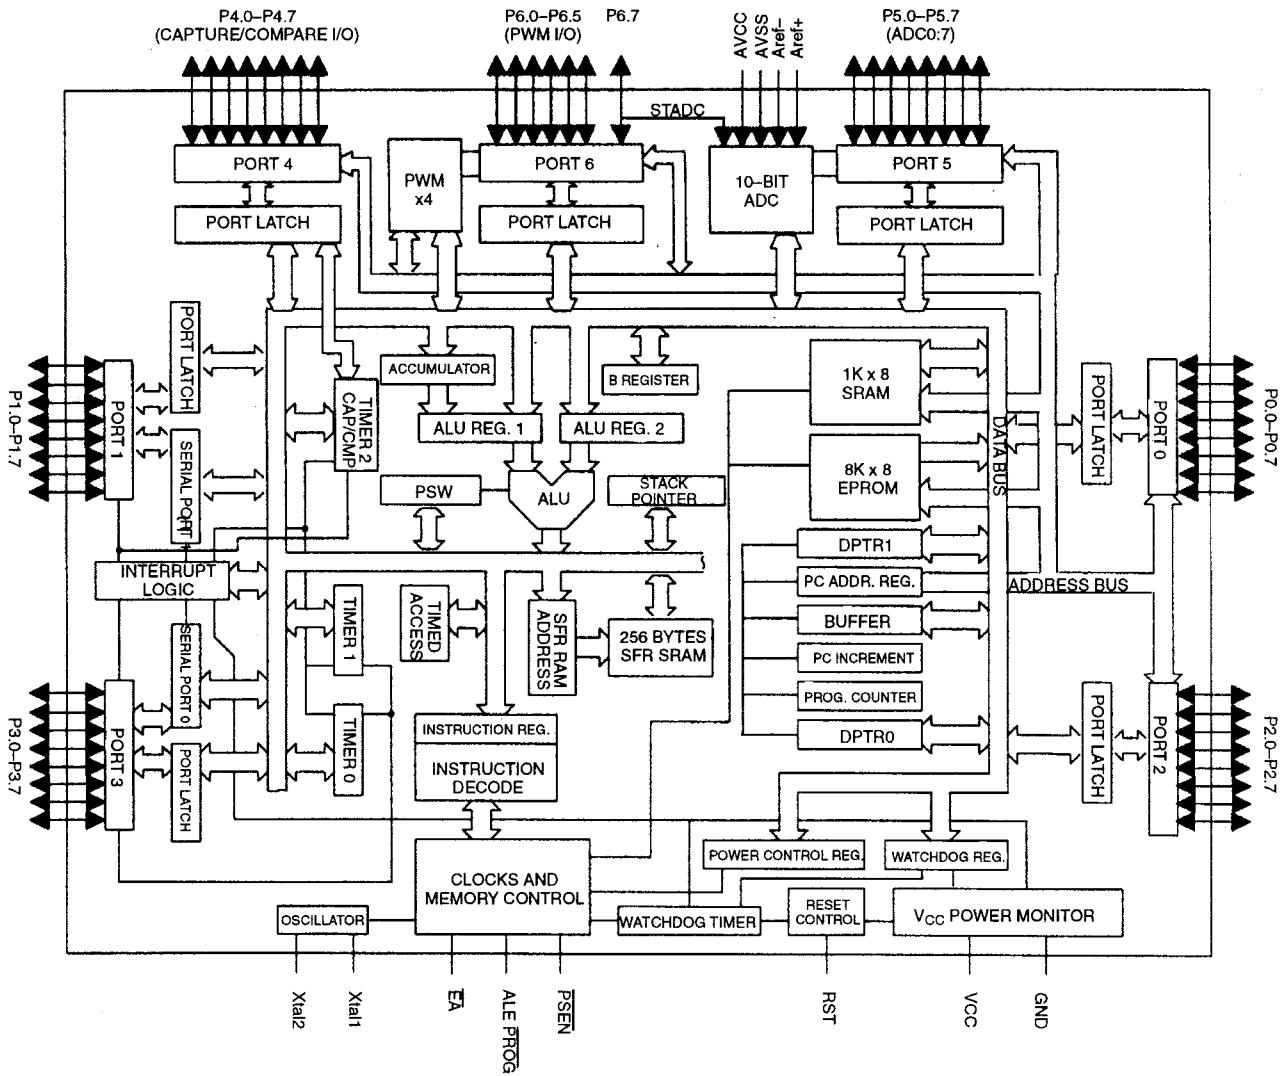 P4.0–P4.7
(CAPTURE/COMPARE I/O)
P6.0–P6.5
(PWM I/O)
P6.7
AVCC
AVSS
Aref–
Aref+
P5.0–P5.7
(ADC0:7)
STADC
PORT 4
PWM
x4
PORT 6
10–BIT
ADC
PORT 5
PORT LATCH
PORT LATCH
PORT LATCH
P1.0–P1.7
PORT 1
PORT LATCH
SERIAL PORT
TIMER 2
CAP/CMP
ACCUMULATOR
B REGISTER
ALU REG. 1
ALU REG. 2
1K x 8
SRAM
8K x 8
EPROM
DATA BUS
PORT LATCH
PORT 0
P0.0–P0.7
PSW
ALU
STACK
POINTER
DPTR1
PC ADDR. REG.
BUFFER
PC INCREMENT
PROG. COUNTER
DPTR0
ADDRESS BUS
INTERRUPT
LOGIC
TIMER 1
TIMED
ACCESS
SFR RAM
ADDRESS
256 BYTES
SFR SRAM
P3.0–P3.7
PORT 3
SERIAL PORT 0
PORT LATCH
TIMER 0
INSTRUCTION REG.
INSTRUCTION
DECODE
PORT LATCH
PORT 2
P2.0–P2.7
CLOCKS AND
MEMORY CONTROL
POWER CONTROL REG.
WATCHDOG REG.
OSCILLATOR
WATCHDOG TIMER
RESET
CONTROL
VCC POWER MONITOR
Xtal2
Xtal1
EA
ALE PROG
PSEN
RST
VCC
GND